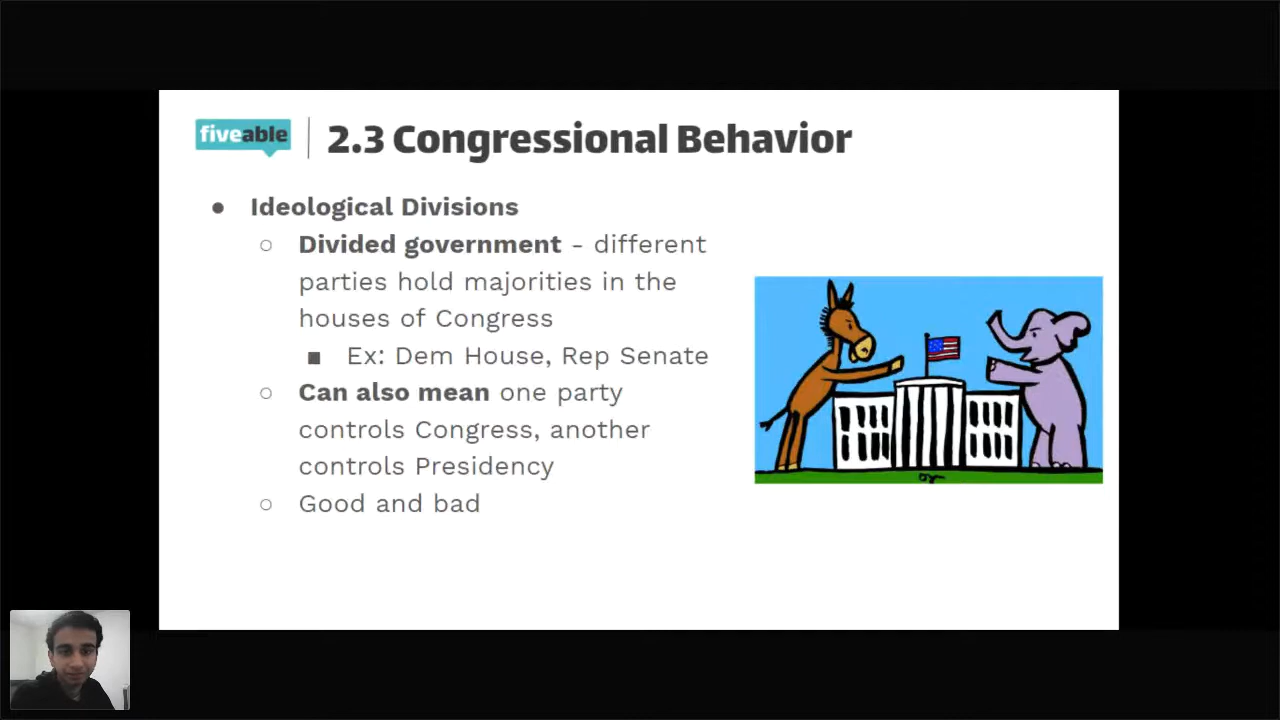 fiveable
2.3 Congressional Behavior
● Ideological Divisions
○ Divided government - different
parties hold majorities in the
houses of Congress
■ Ex: Dem House, Rep Senate
○ Can also mean one party
controls Congress, another
controls Presidency
○ Good and bad